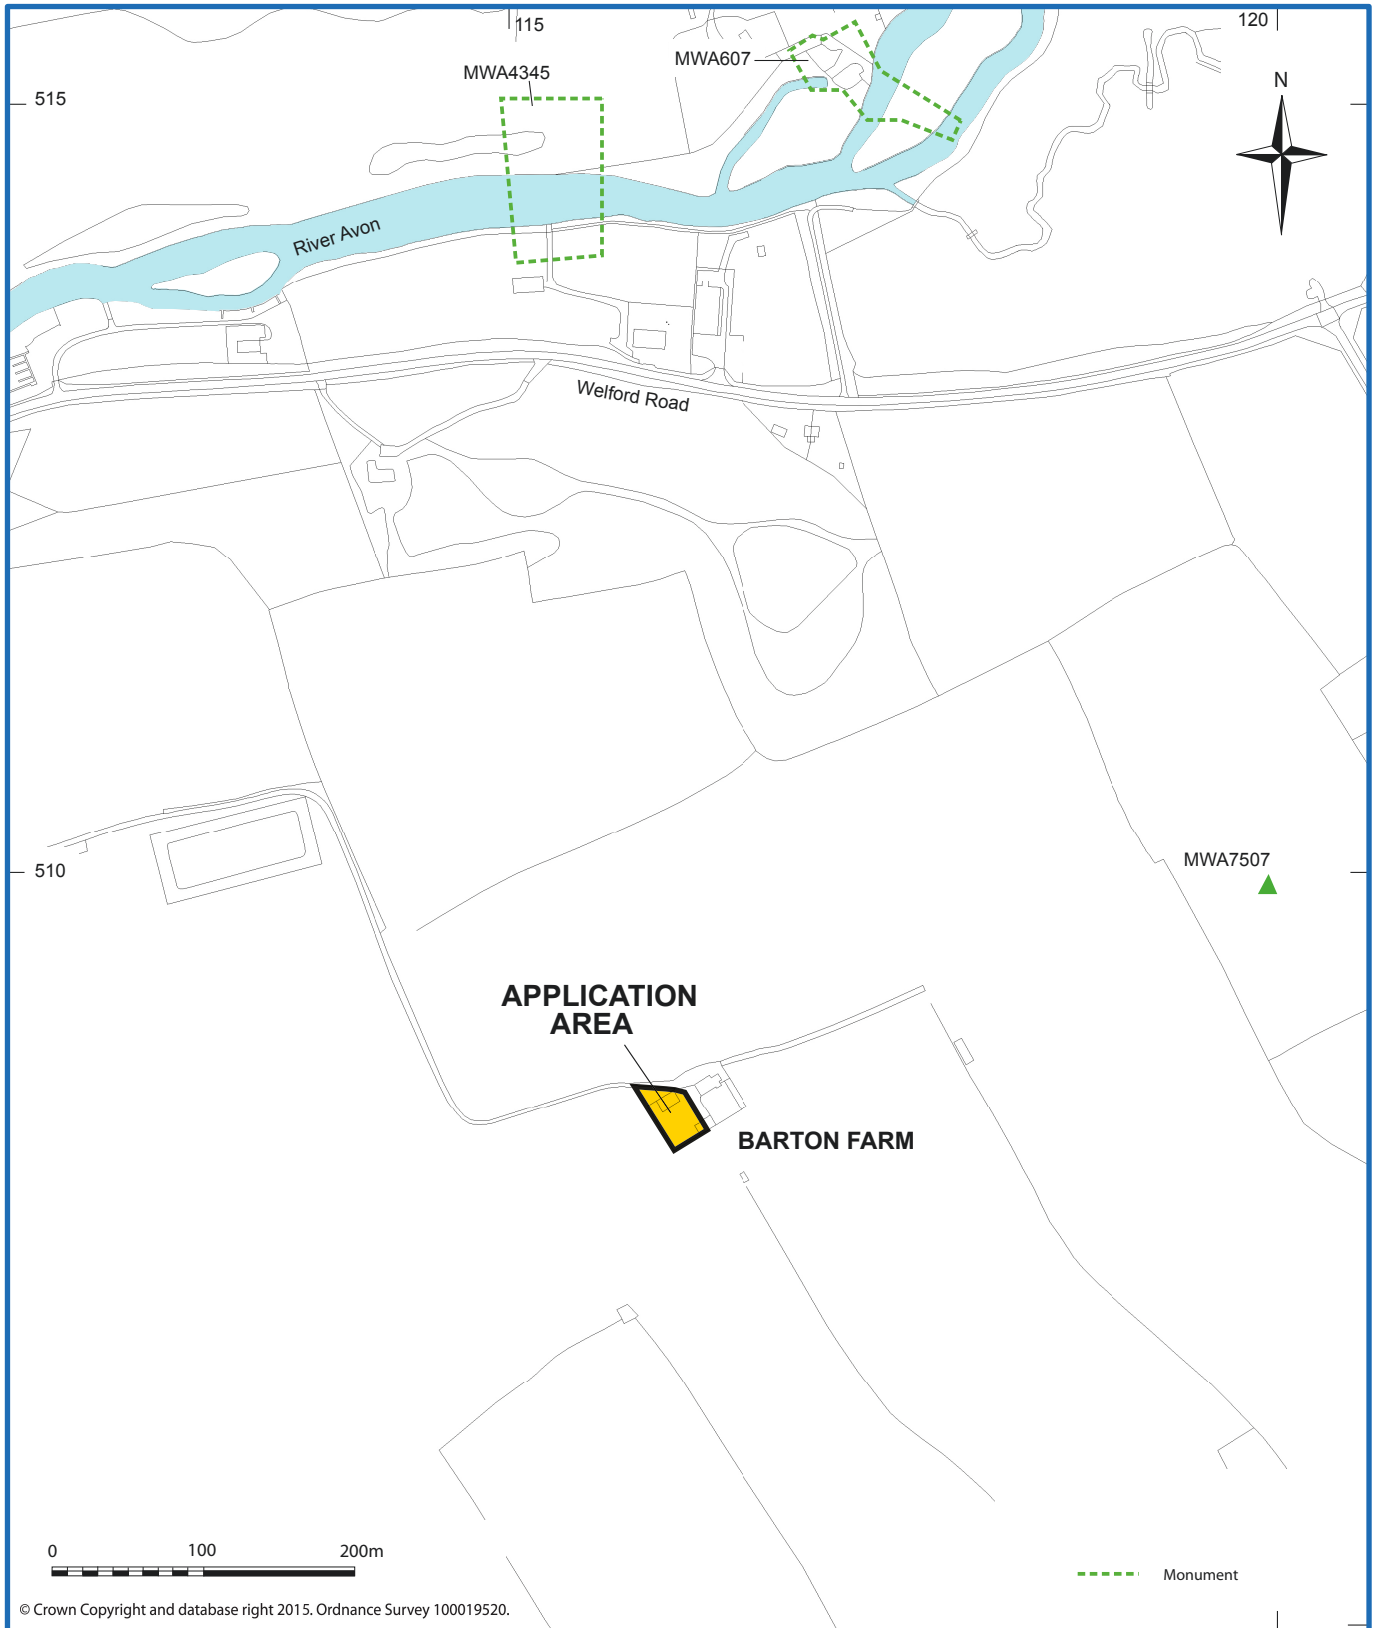 115
120
MWA607
MWA4345
N
515
River Avon
Welford Road
MWA7507
510
APPLICATION
AREA
BARTON FARM
0 100 200m
Monument
© Crown Copyright and database right 2015. Ordnance Survey 100019520.